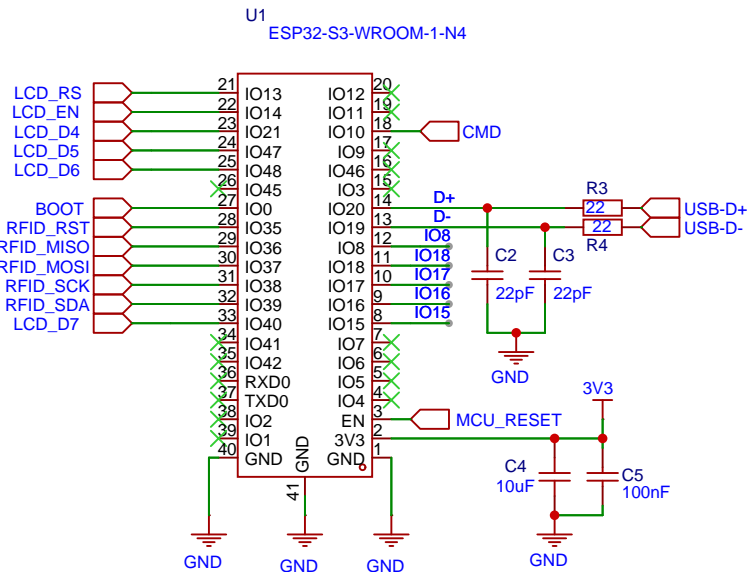 U1
ESP32-S3-WROOM-1-N4
LCD_RS 21 IO13 IO12 20
LCD_EN 22 IO14 IO11 19
LCD_D4 23 IO21 IO10 18 CMD
LCD_D5 24 IO47 IO9 17
LCD_D6 25 IO48 IO46 16
26 IO45 IO3 15
BOOT 27 IO0 IO20 14 D+ R3 22 USB-D+
RFID_RST 28 IO35 IO19 13 D- 22 R4 USB-D-
RFID_MISO 29 IO36 IO8 12 IO8
RFID_MOSI 30 IO37 IO18 11 IO18
RFID_SCK 31 IO38 IO17 10 IO17
RFID_SDA 32 IO39 IO16 9 IO16
LCD_D7 33 IO40 IO15 8 IO15
C2 22pF C3 22pF
GND
34 IO41 IO7 7
35 IO42 IO6 6
36 RXD0 IO5 5
37 TXD0 IO4 4
38 IO2 EN 3 MCU_RESET
39 IO1 3V3 2 3V3
40 GND GND GND 1
41
C4 10uF C5 100nF
GND GND GND GND